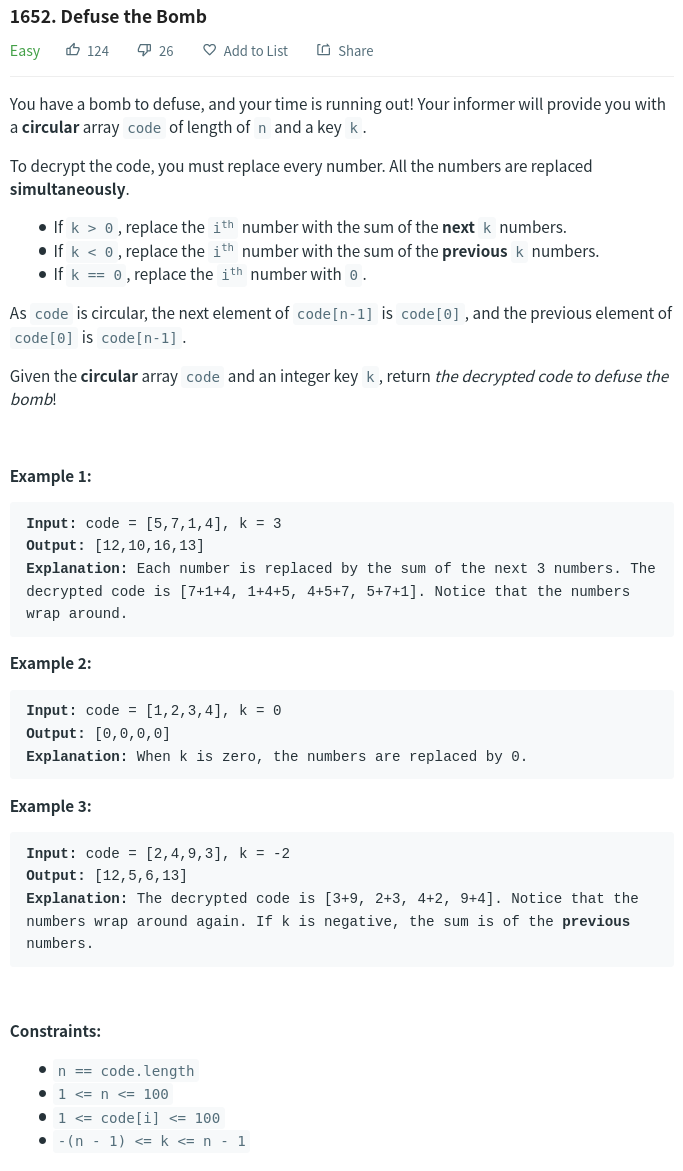 1652. Defuse the Bomb
Easy 124 26 Add to List Share
You have a bomb to defuse, and your time is running out! Your informer will provide you with
a circular array code of length of n and a key k.
To decrypt the code, you must replace every number. All the numbers are replaced
simultaneously.
• If k > 0, replace the ith number with the sum of the next k numbers.
• If k < 0, replace the ith number with the sum of the previous k numbers.
• If k == 0, replace the ith number with 0.
As code is circular, the next element of code[n-1] is code[0], and the previous element of
code[0] is code[n-1].
Given the circular array code and an integer key k, return the decrypted code to defuse the
bomb!
Example 1:
Input: code = [5,7,1,4], k = 3
Output: [12,10,16,13]
Explanation: Each number is replaced by the sum of the next 3 numbers. The
decrypted code is [7+1+4, 1+4+5, 4+5+7, 5+7+1]. Notice that the numbers
wrap around.
Example 2:
Input: code = [1,2,3,4], k = 0
Output: [0,0,0,0]
Explanation: When k is zero, the numbers are replaced by 0.
Example 3:
Input: code = [2,4,9,3], k = -2
Output: [12,5,6,13]
Explanation: The decrypted code is [3+9, 2+3, 4+2, 9+4]. Notice that the
numbers wrap around again. If k is negative, the sum is of the previous
numbers.
Constraints:
• n == code.length
• 1 <= n <= 100
• 1 <= code[i] <= 100
• -(n - 1) <= k <= n - 1